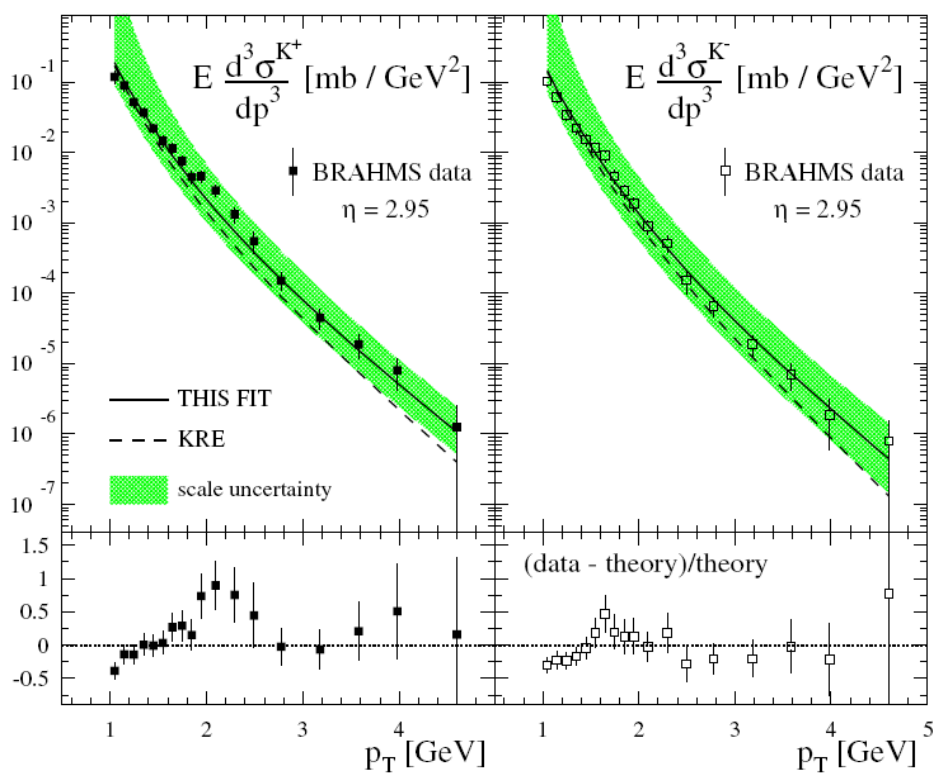 E d³σ^{K⁺} / dp³ [mb / GeV²]
BRAHMS data
η = 2.95
10⁻¹
10⁻²
10⁻³
10⁻⁴
10⁻⁵
10⁻⁶
10⁻⁷
THIS FIT
KRE
scale uncertainty
E d³σ^{K⁻} / dp³ [mb / GeV²]
BRAHMS data
η = 2.95
1.5
1
0.5
0
-0.5
(data - theory)/theory
1 2 3 4
p_T [GeV]
1 2 3 4 5
p_T [GeV]